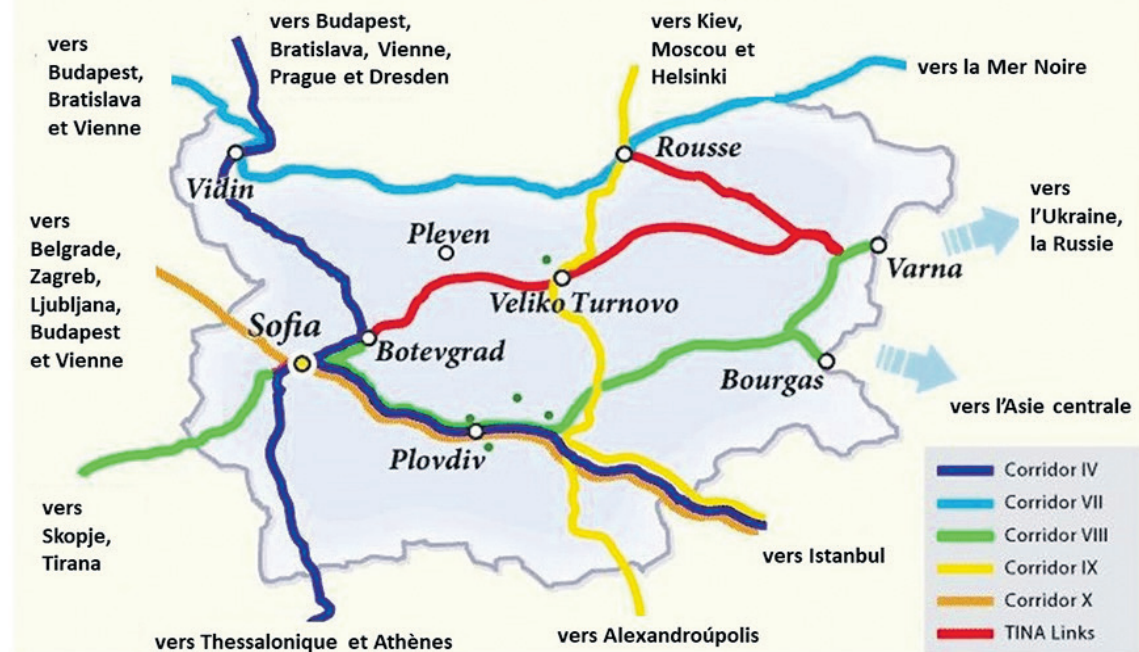 vers
Budapest,
Bratislava
et Vienne
vers Budapest,
Bratislava, Vienne,
Prague et Dresden
vers Kiev,
Moscou et
Helsinki
vers la Mer Noire
Rousse
Vidin
vers
l’Ukraine,
la Russie
vers
Belgrade,
Zagreb,
Ljubljana,
Budapest
et Vienne
Pleven
Varna
Veliko Turnovo
Sofia
Botevgrad
Bourgas
vers l’Asie centrale
Plovdiv
vers
Skopje,
Tirana
vers Istanbul
vers Thessalonique et Athènes
vers Alexandroúpolis
Corridor IV
Corridor VII
Corridor VIII
Corridor IX
Corridor X
TINA Links